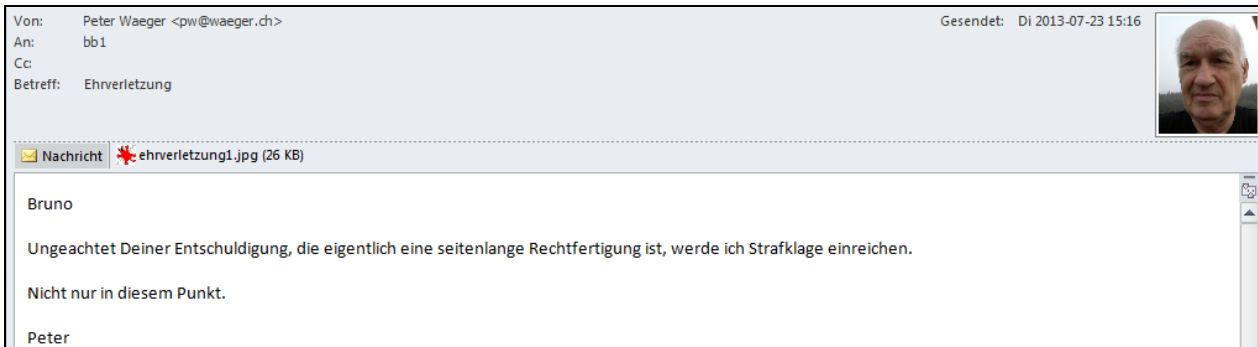 Von: Peter Waeger <pw@waeger.ch> Gesendet: Di 2013-07-23 15:16
An: bb1
Cc:
Betreff: Ehrverletzung
Nachricht ehrverletzung1.jpg (26 KB)
Bruno
Ungeachtet Deiner Entschuldigung, die eigentlich eine seitenlange Rechtfertigung ist, werde ich Strafklage einreichen.
Nicht nur in diesem Punkt.
Peter